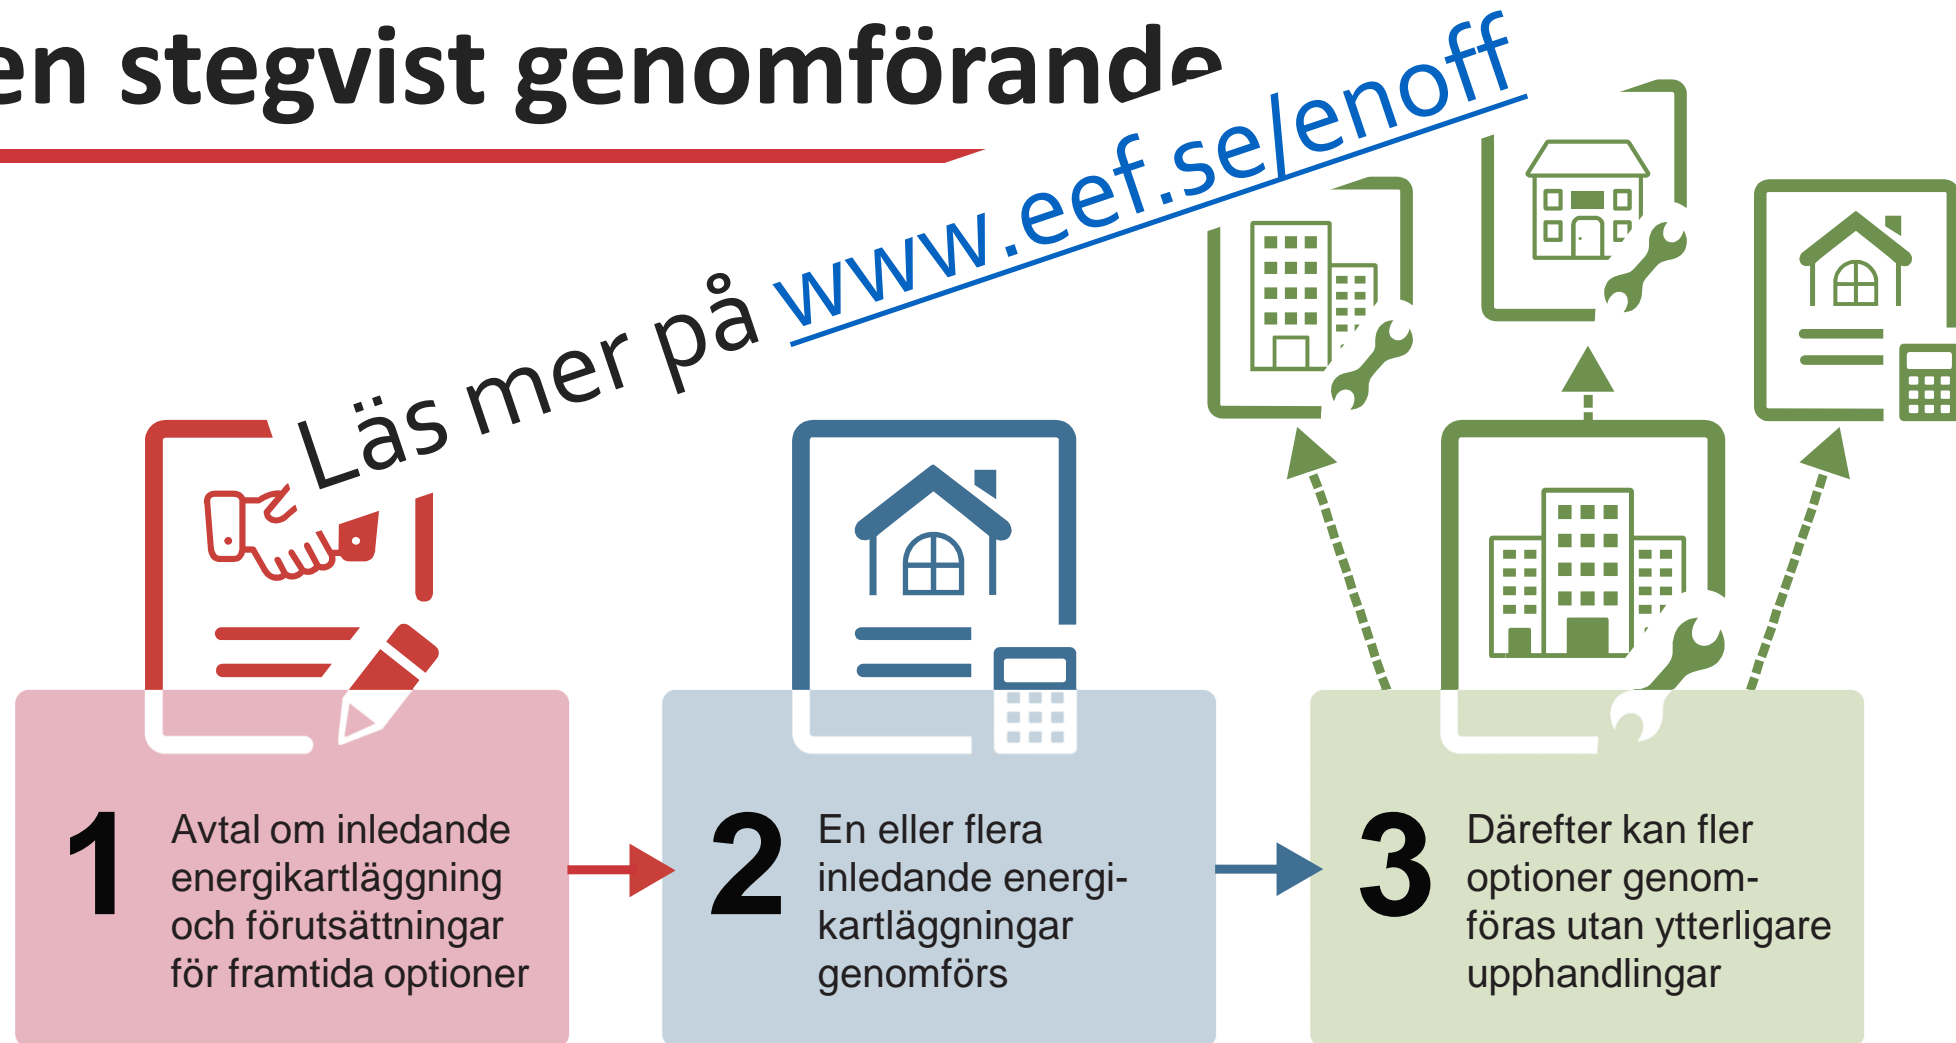 en stegvist genomförande
Läs mer på www.eef.se/enoff
1
Avtal om inledande
energikartläggning
och förutsättningar
för framtida optioner
2
En eller flera
inledande energi-
kartläggningar
genomförs
3
Därefter kan fler
optioner genom-
föras utan ytterligare
upphandlingar